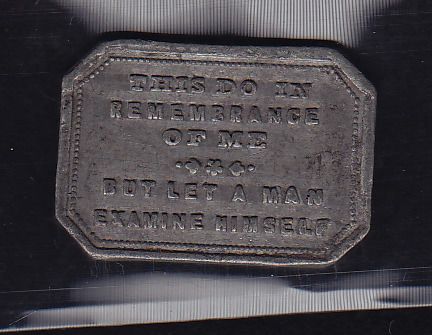 THIS DO IN
REMEMBRANCE
OF ME
BUT LET A MAN
EXAMINE HIMSELF